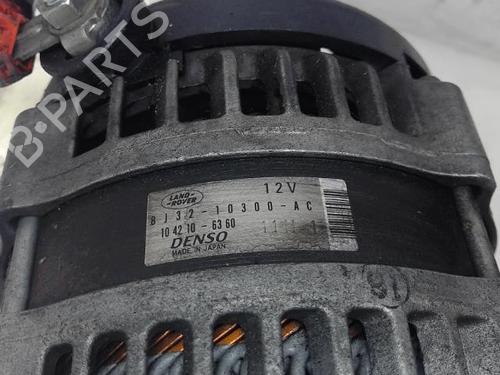 B-PARTS
LAND-
ROVER
12V
BJ32-10300-AC
104210-6360
DENSO
MADE IN JAPAN